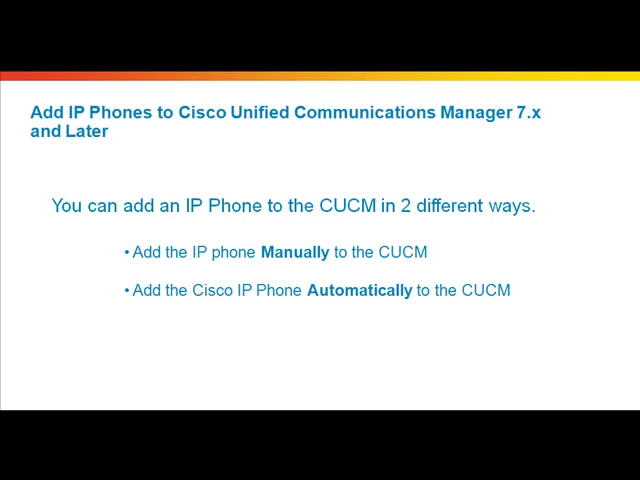 Add IP Phones to Cisco Unified Communications Manager 7.x
and Later
You can add an IP Phone to the CUCM in 2 different ways.
• Add the IP phone Manually to the CUCM
• Add the Cisco IP Phone Automatically to the CUCM